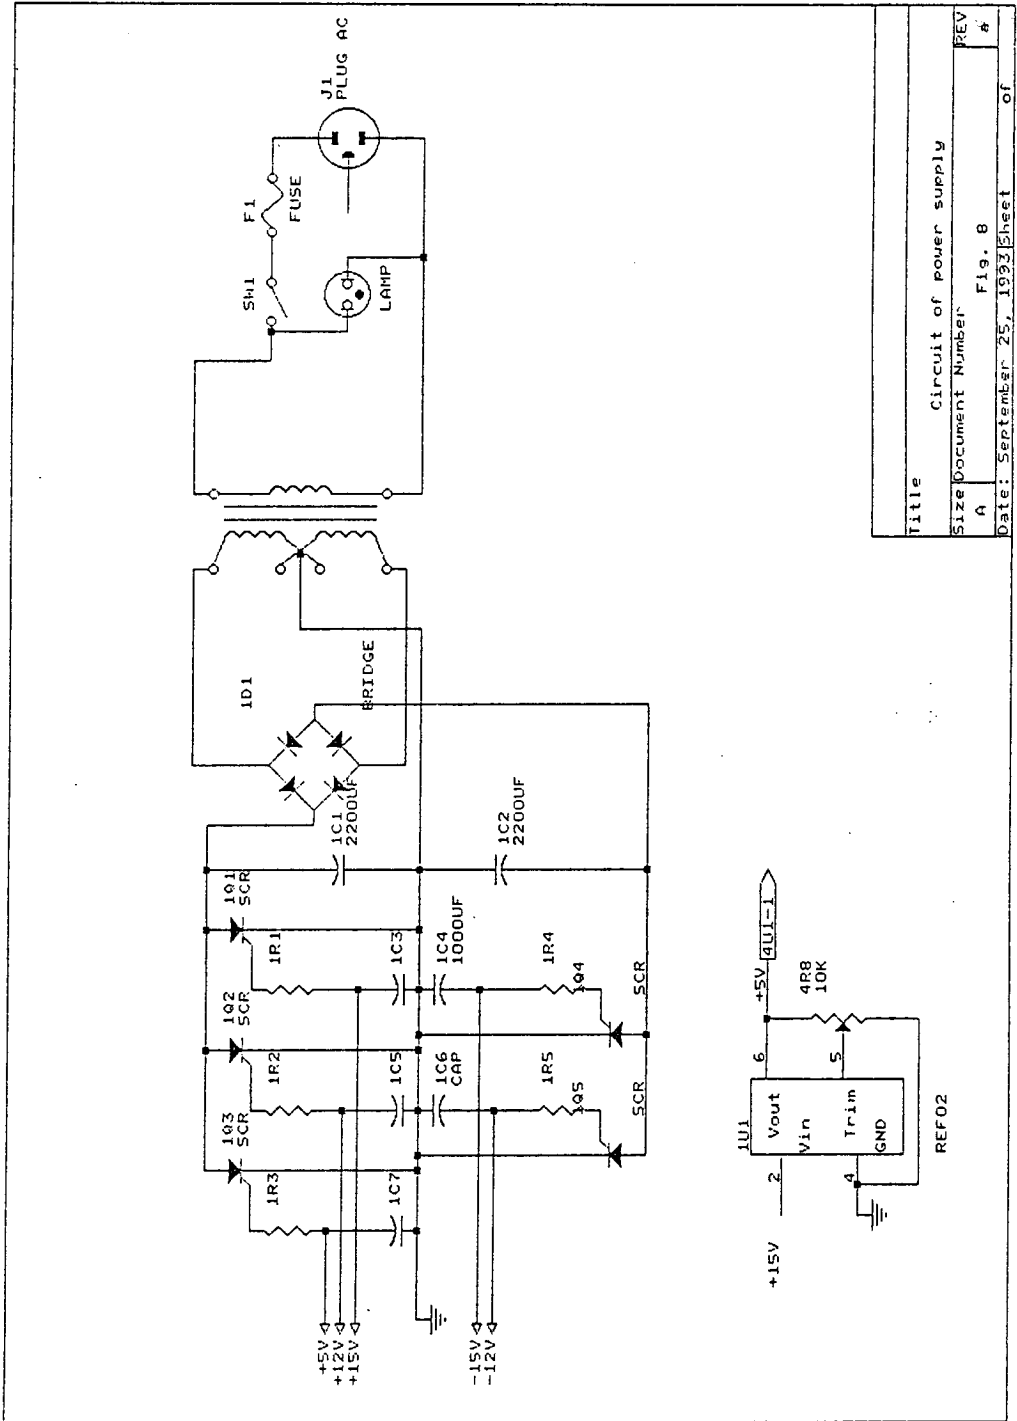 J1
PLUG AC
F1
FUSE
SW1
LAMP
1D1
BRIDGE
1C1
2200UF
1C2
2200UF
1Q1
SCR
1R1
1C3
1C4
1000UF
1R4
1Q4
SCR
1Q2
SCR
1R2
1C5
1C6
CAP
1R5
1Q5
SCR
1Q3
SCR
1R3
1C7
+5V
+12V
+15V
-15V
-12V
+5V
4U1-1
4R8
10K
1U1
6
Vout
Vin
5
Trim
GND
2
4
+15V
REF02
Title
Circuit of power supply
Size Document Number REV
A Fig. 8
Date: September 25, 1993 Sheet of